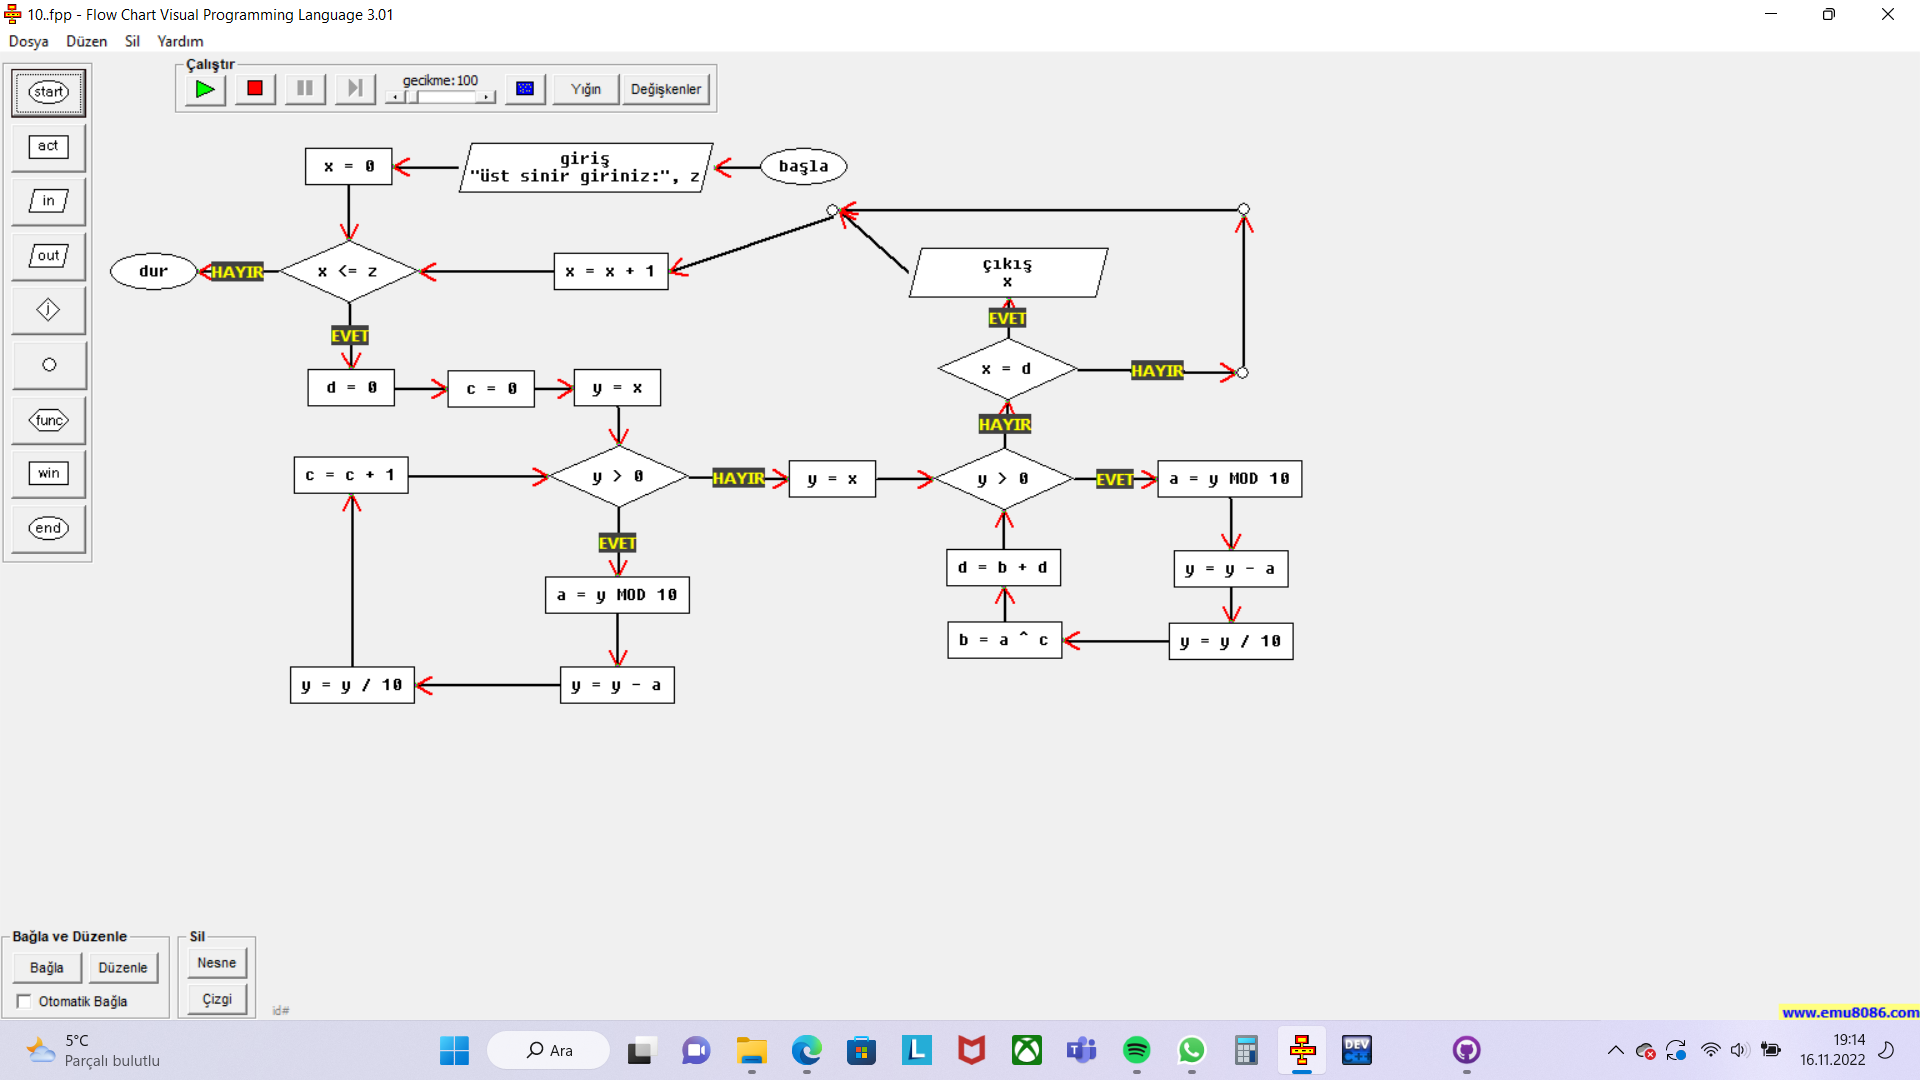 10..fpp - Flow Chart Visual Programming Language 3.01
Dosya Düzen Sil Yardım
Çalıştır
gecikme:100
Yığın
Değişkenler
start
act
in
out
j
func
win
end
başla
giriş
"üst sinir giriniz:", z
x = 0
dur
HAYIR
x <= z
x = x + 1
çıkış
x
EVET
EVET
x = d
HAYIR
d = 0
c = 0
y = x
HAYIR
c = c + 1
y > 0
HAYIR
y = x
y > 0
EVET
a = y MOD 10
EVET
d = b + d
y = y - a
a = y MOD 10
b = a ^ c
y = y / 10
y = y / 10
y = y - a
Bağla ve Düzenle
Bağla
Düzenle
Otomatik Bağla
Sil
Nesne
Çizgi
id#
www.emu8086.com
5°C
Parçalı bulutlu
Ara
L
T
DEV
C++
19:14
16.11.2022